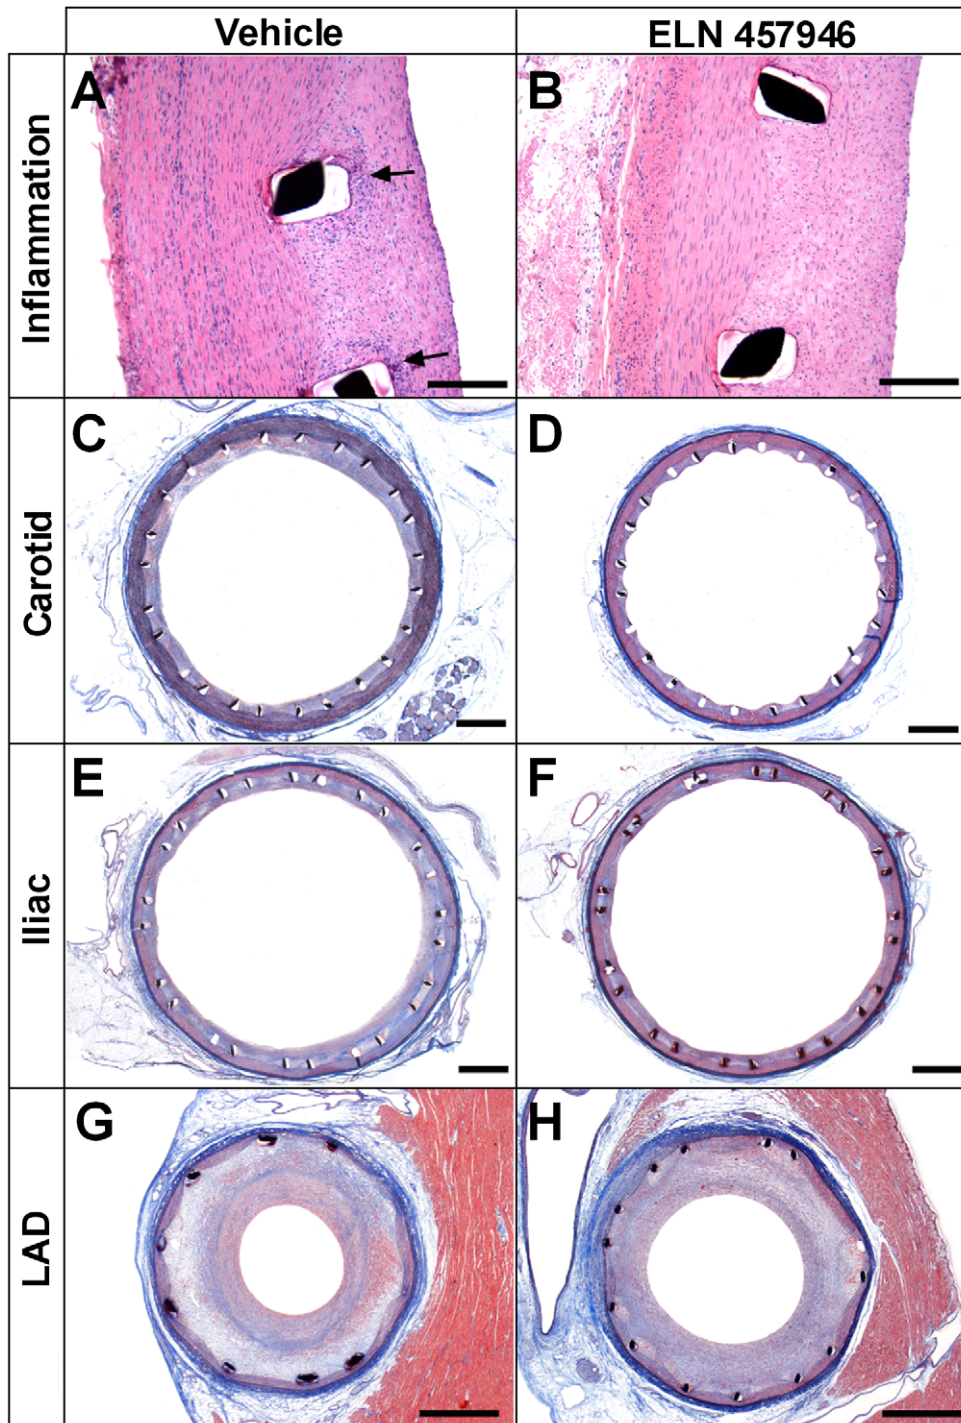 Vehicle ELN 457946
Inflammation A B
Carotid C D
Iliac E F
LAD G H